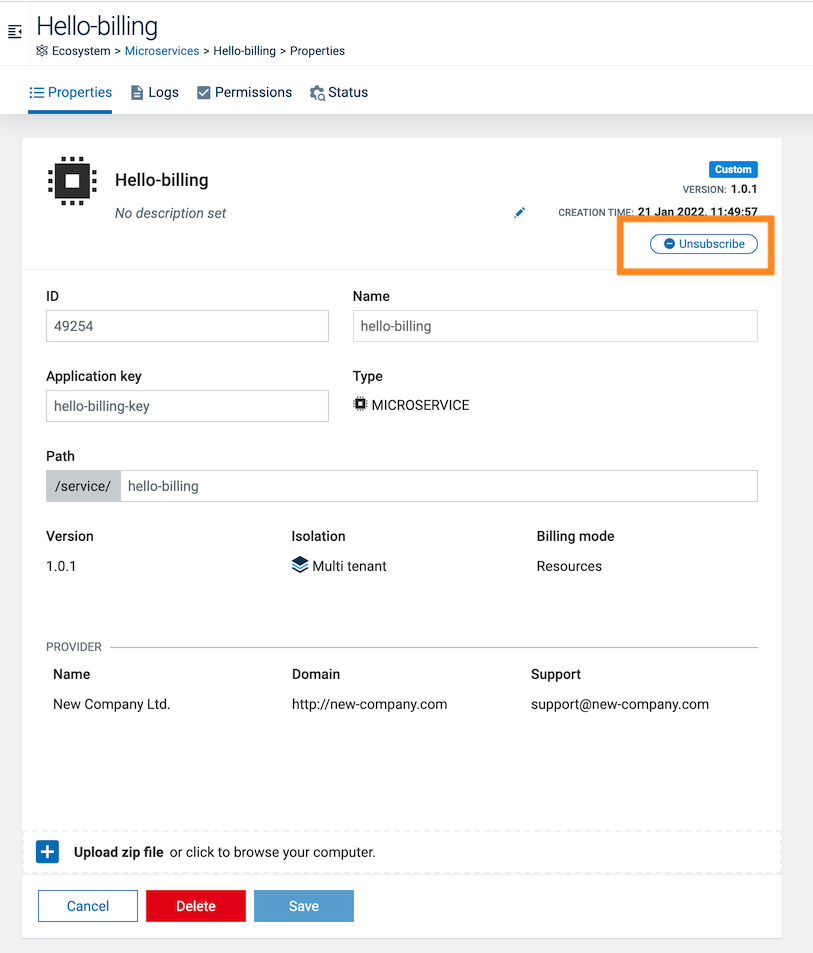 Hello-billing
Ecosystem > Microservices > Hello-billing > Properties
Properties Logs Permissions Status
Hello-billing
Custom
VERSION: 1.0.1
No description set
CREATION TIME: 21 Jan 2022, 11:49:57
Unsubscribe
ID Name
49254 hello-billing
Application key Type
hello-billing-key MICROSERVICE
Path
/service/ hello-billing
Version Isolation Billing mode
1.0.1 Multi tenant Resources
PROVIDER
Name Domain Support
New Company Ltd. http://new-company.com support@new-company.com
Upload zip file or click to browse your computer.
Cancel Delete Save